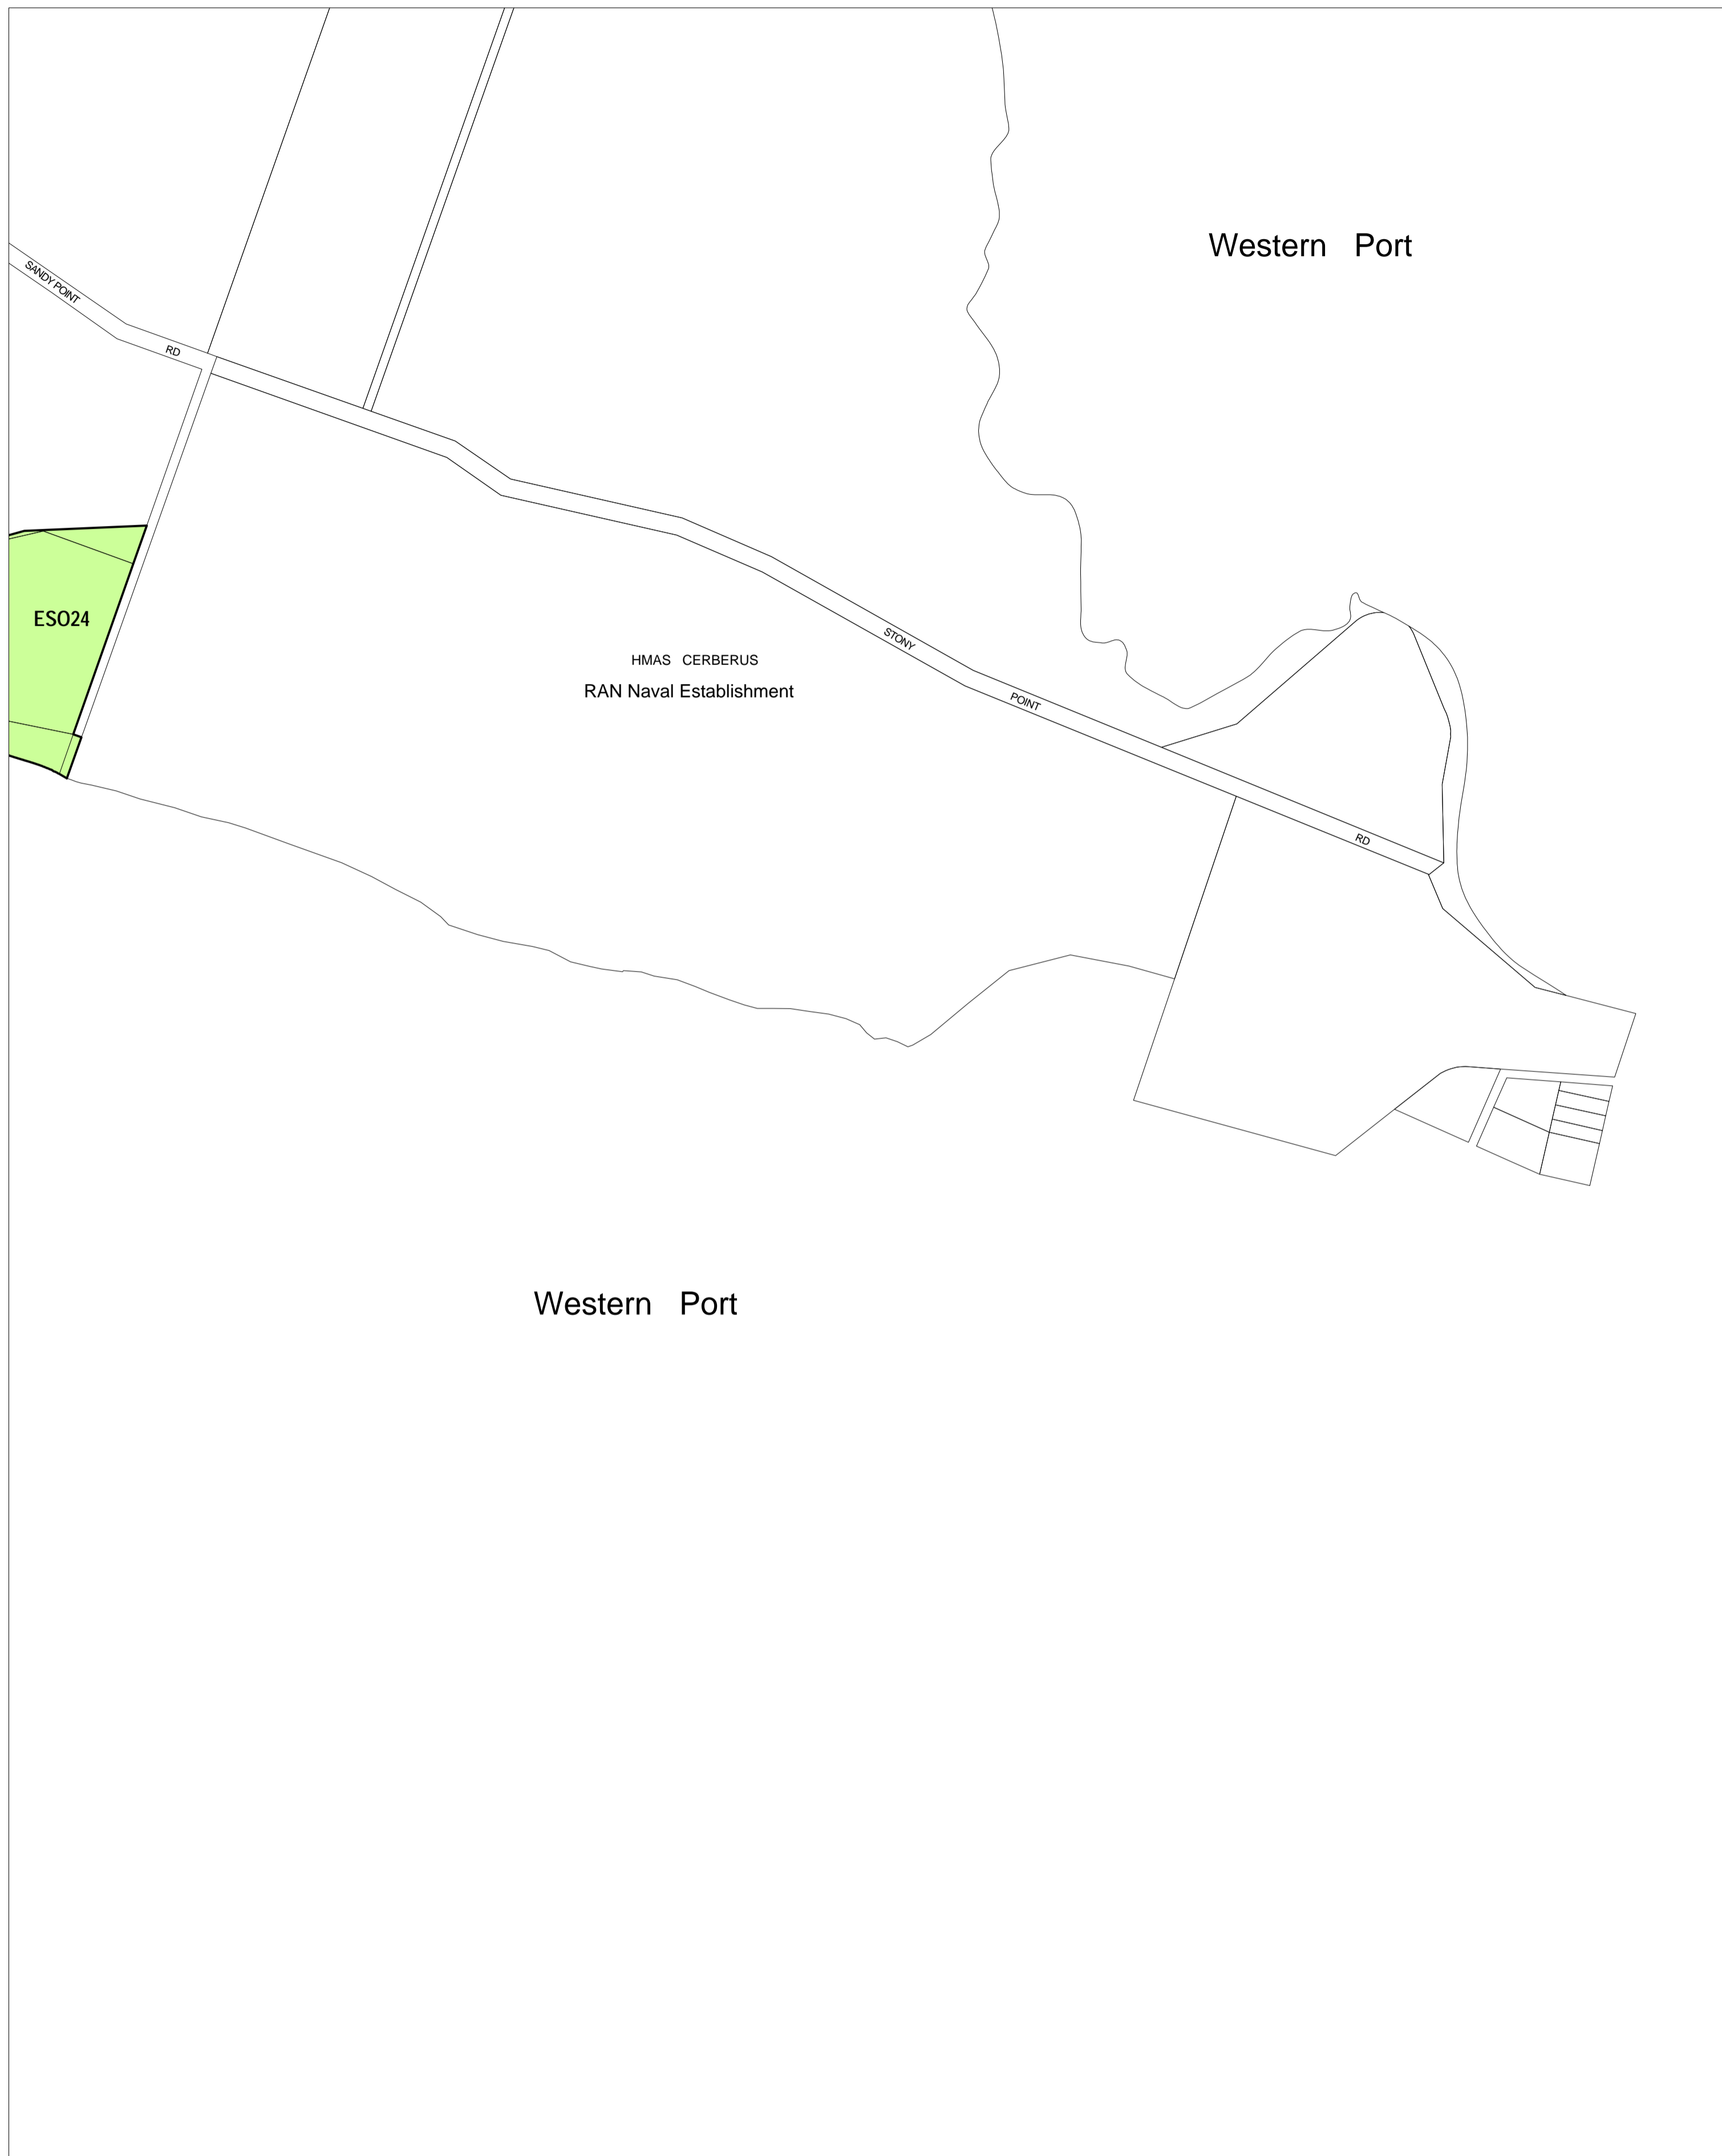 Western Port
SANDY POINT
RD
ESO24
STONY
HMAS CERBERUS
RAN Naval Establishment
POINT
RD
Western Port